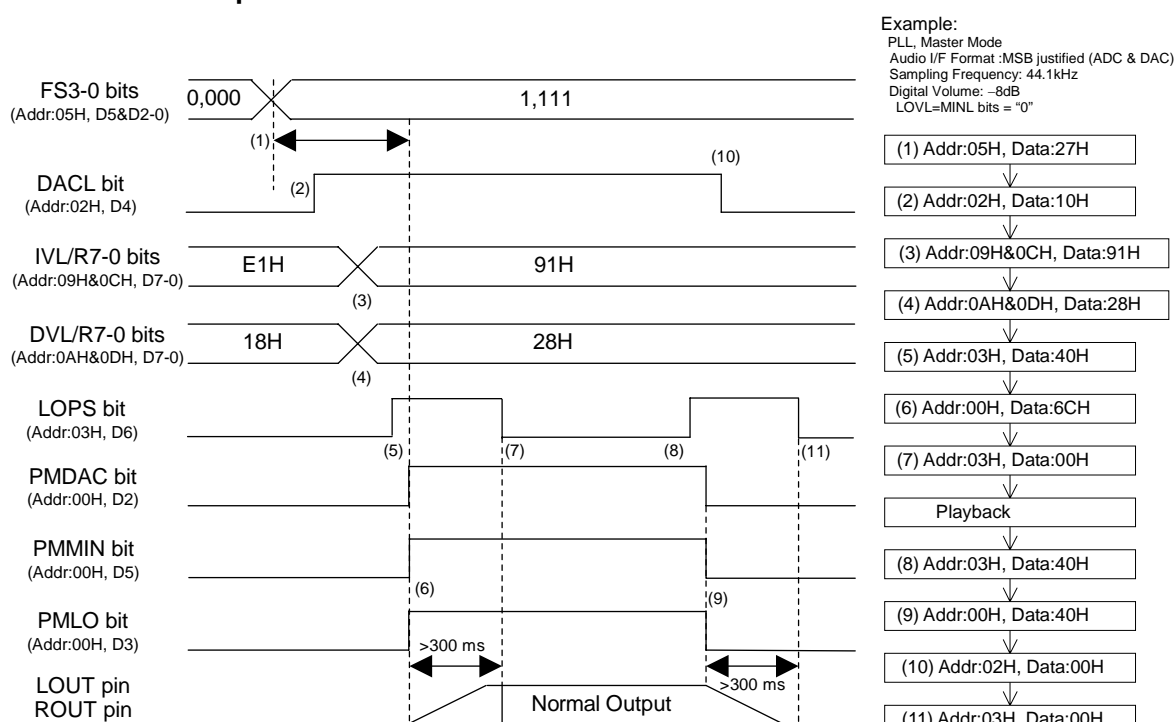 Example:
PLL, Master Mode
Audio I/F Format :MSB justified (ADC & DAC)
Sampling Frequency: 44.1kHz
Digital Volume: −8dB
LOVL=MINL bits = “0”
FS3-0 bits
(Addr:05H, D5&D2-0)
0,000
1,111
(1)
DACL bit
(Addr:02H, D4)
(2)
(10)
IVL/R7-0 bits
(Addr:09H&0CH, D7-0)
E1H
91H
(3)
DVL/R7-0 bits
(Addr:0AH&0DH, D7-0)
18H
28H
(4)
LOPS bit
(Addr:03H, D6)
(5)
(7)
(8)
(11)
PMDAC bit
(Addr:00H, D2)
PMMIN bit
(Addr:00H, D5)
(6)
(9)
PMLO bit
(Addr:00H, D3)
>300 ms
>300 ms
LOUT pin
ROUT pin
Normal Output
(1) Addr:05H, Data:27H
(2) Addr:02H, Data:10H
(3) Addr:09H&0CH, Data:91H
(4) Addr:0AH&0DH, Data:28H
(5) Addr:03H, Data:40H
(6) Addr:00H, Data:6CH
(7) Addr:03H, Data:00H
Playback
(8) Addr:03H, Data:40H
(9) Addr:00H, Data:40H
(10) Addr:02H, Data:00H
(11) Addr:03H, Data:00H